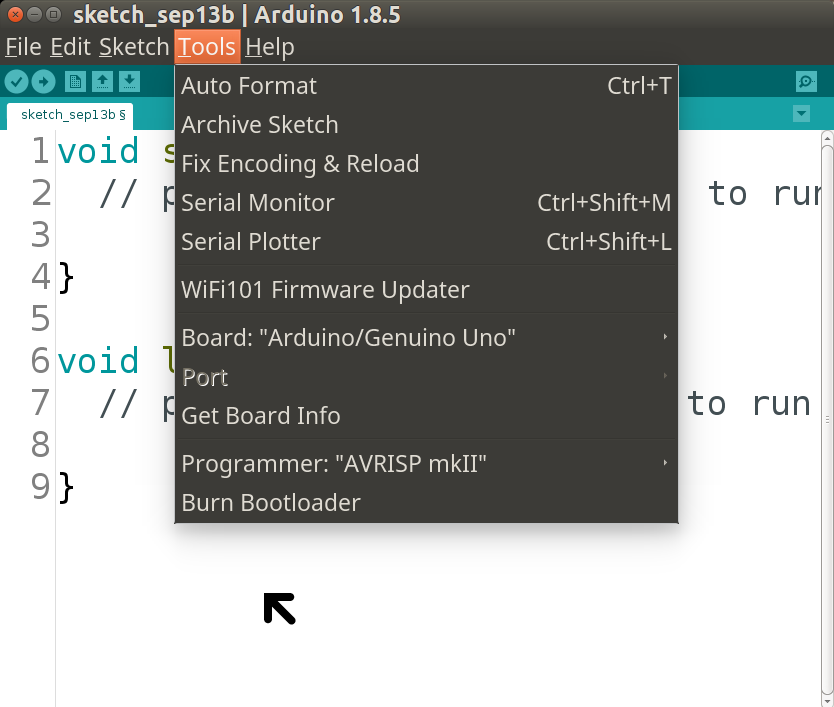 sketch_sep13b | Arduino 1.8.5
File Edit Sketch Tools Help
sketch_sep13b §
Auto Format Ctrl+T
Archive Sketch
Fix Encoding & Reload
Serial Monitor Ctrl+Shift+M
Serial Plotter Ctrl+Shift+L
WiFi101 Firmware Updater
Board: "Arduino/Genuino Uno"
Port
Get Board Info
Programmer: "AVRISP mkII"
Burn Bootloader
1 void
2 // to run
3
4 }
5
6 void
7 // to run
8
9 }